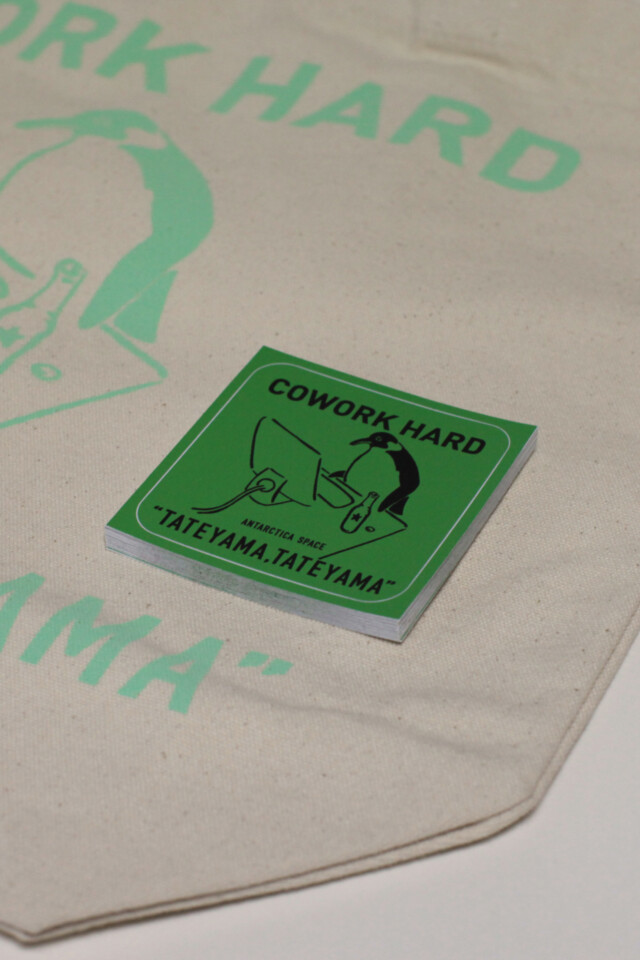 ORK HARD
COWORK HARD
ANTARCTICA SPACE
"TATEYAMA.TATEYAMA"
AMA"